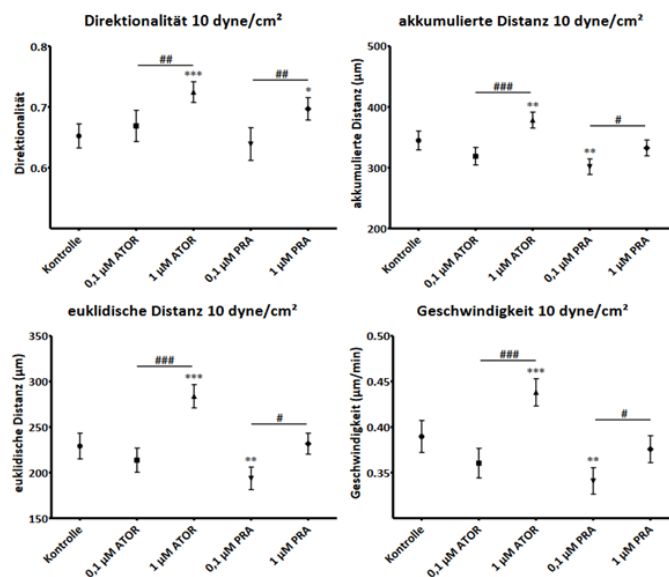 Direktionalität 10 dyne/cm²
Direktionalität
0.8
0.7
0.6
##
***
##
*
Kontrolle
0,1 µM ATOR
1 µM ATOR
0,1 µM PRA
1 µM PRA
akkumulierte Distanz 10 dyne/cm²
akkumulierte Distanz (µm)
500
400
300
200
###
**
#
**
Kontrolle
0,1 µM ATOR
1 µM ATOR
0,1 µM PRA
1 µM PRA
euklidische Distanz 10 dyne/cm²
euklidische Distanz (µm)
350
300
250
200
150
###
***
#
**
Kontrolle
0,1 µM ATOR
1 µM ATOR
0,1 µM PRA
1 µM PRA
Geschwindigkeit 10 dyne/cm²
Geschwindigkeit (µm/min)
0.50
0.45
0.40
0.35
###
***
#
**
Kontrolle
0,1 µM ATOR
1 µM ATOR
0,1 µM PRA
1 µM PRA